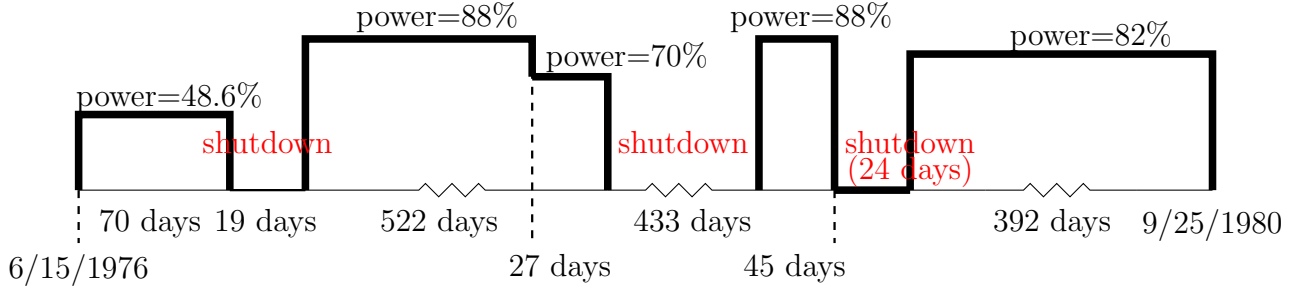 power=88%
power=88%
power=82%
power=70%
power=48.6%
shutdown
shutdown
shutdown
(24 days)
70 days
19 days
522 days
433 days
392 days
9/25/1980
6/15/1976
27 days
45 days